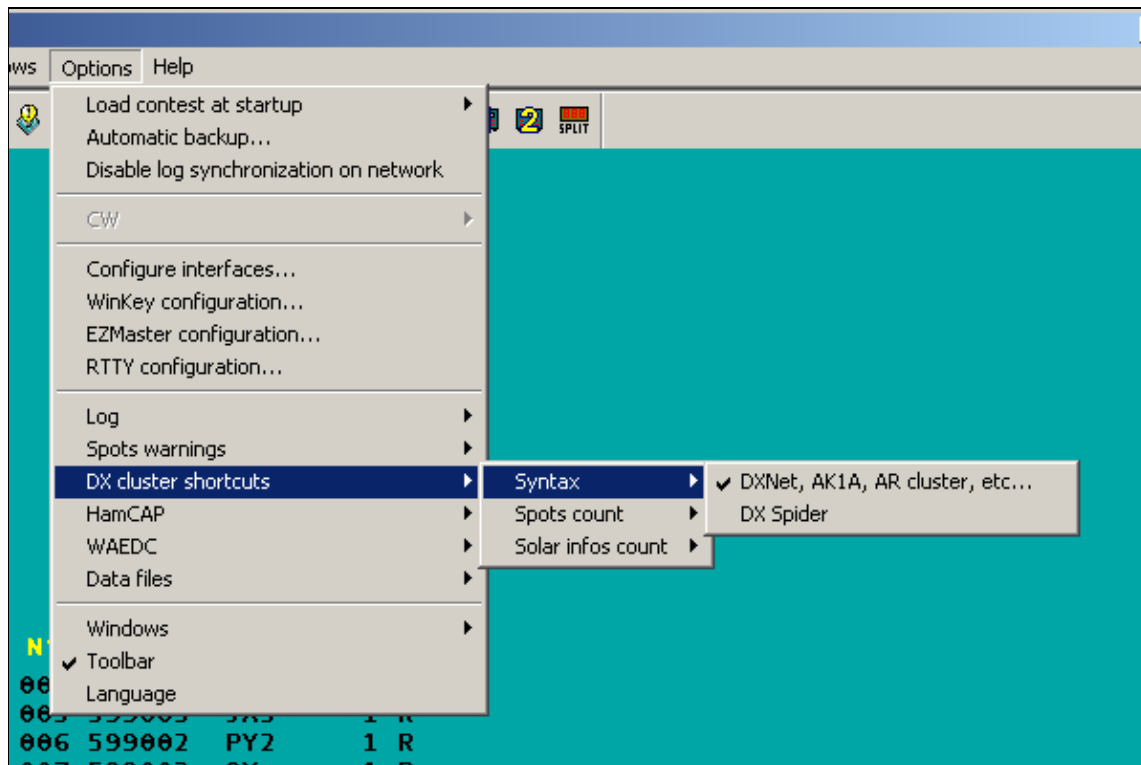 Options Help
2 SPLIT
Load contest at startup
Automatic backup...
Disable log synchronization on network
CW
Configure interfaces...
WinKey configuration...
EZMaster configuration...
RTTY configuration...
Log
Spots warnings
DX cluster shortcuts
Syntax
DXNet, AK1A, AR cluster, etc...
Spots count
DX Spider
Solar infos count
HamCAP
WAEDC
Data files
Windows
Toolbar
Language
006 599002 PY2 1 R